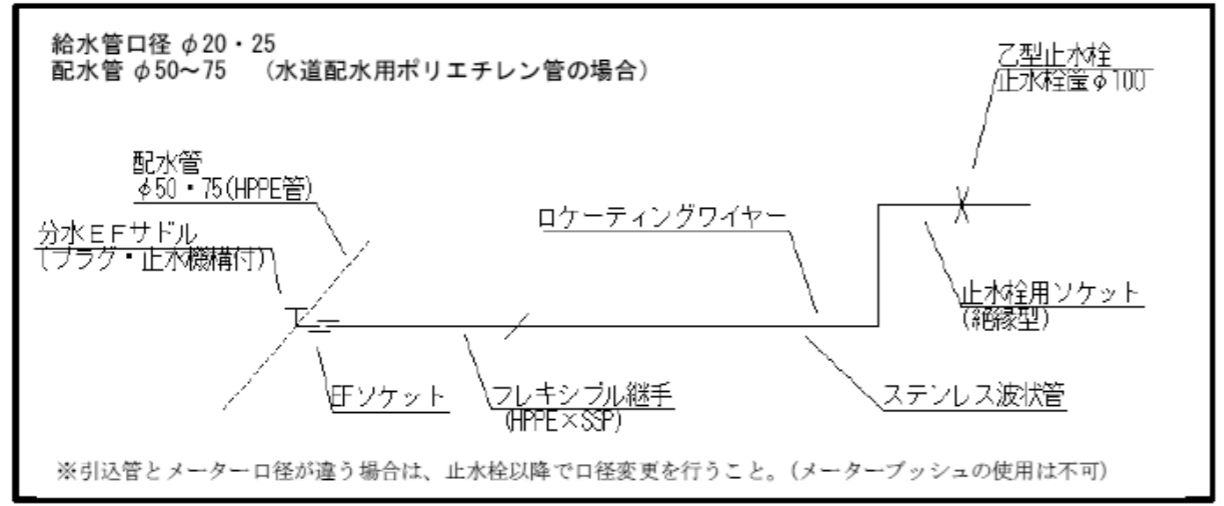 給水管口径 φ20・25
配水管 φ50～75 （水道配水用ポリエチレン管の場合）
乙型止水栓
止水栓筐φ100
配水管
φ50・75(HPPE管)
分水EFサドル
(プラグ・止水機構付)
ロケーティングワイヤー
止水栓用ソケット
(絶縁型)
EFソケット
フレキシブル継手
(HPPE×SSP)
ステンレス波状管
※引込管とメーター口径が違う場合は、止水栓以降で口径変更を行うこと。（メーターブッシュの使用は不可）